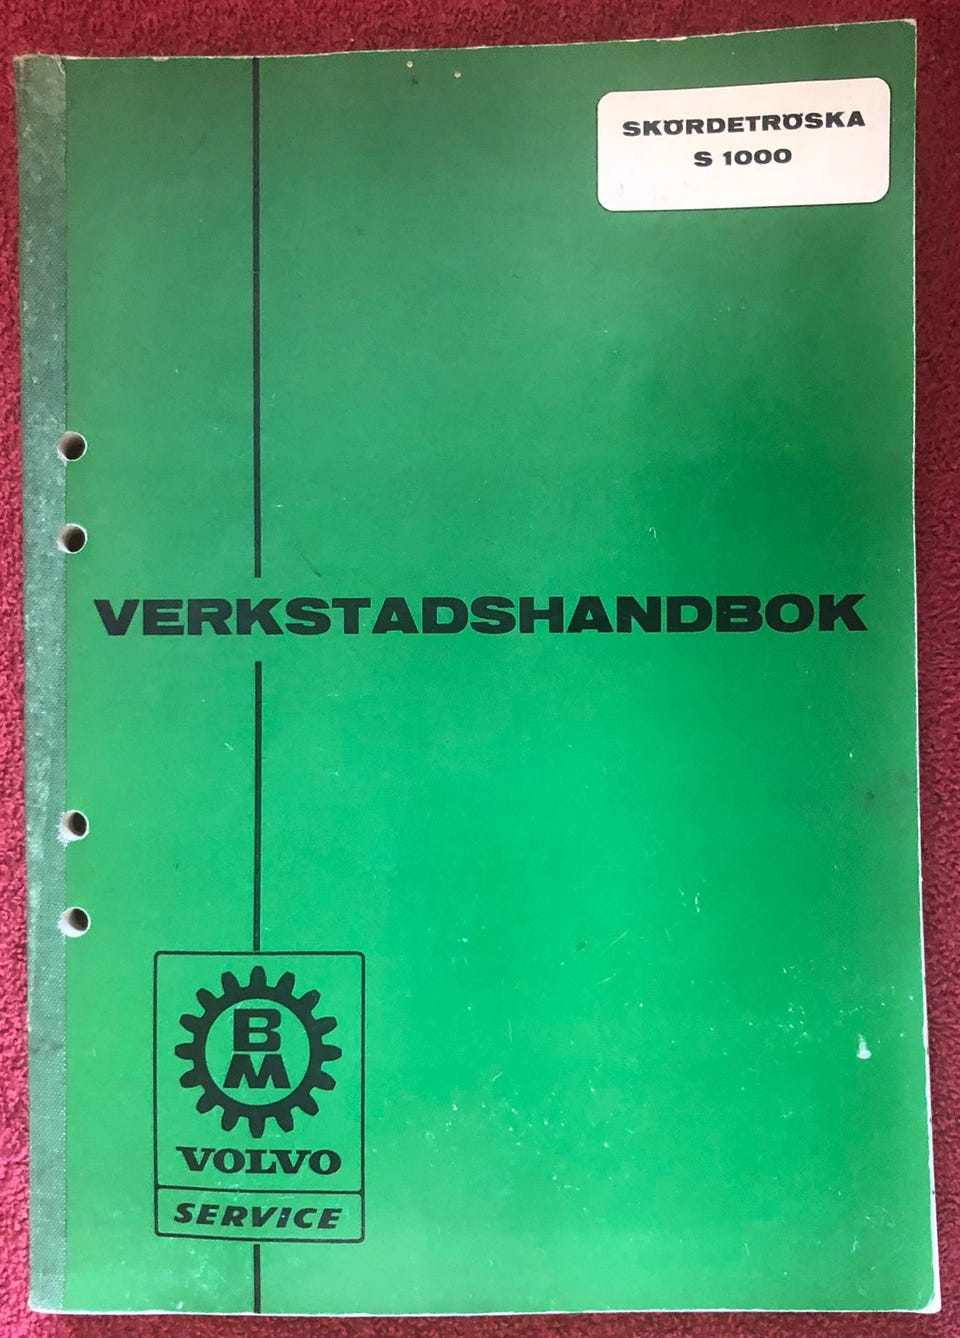 SKÖRDETRÖSKA
S 1000
VERKSTADSHANDBOK
BM
VOLVO
SERVICE